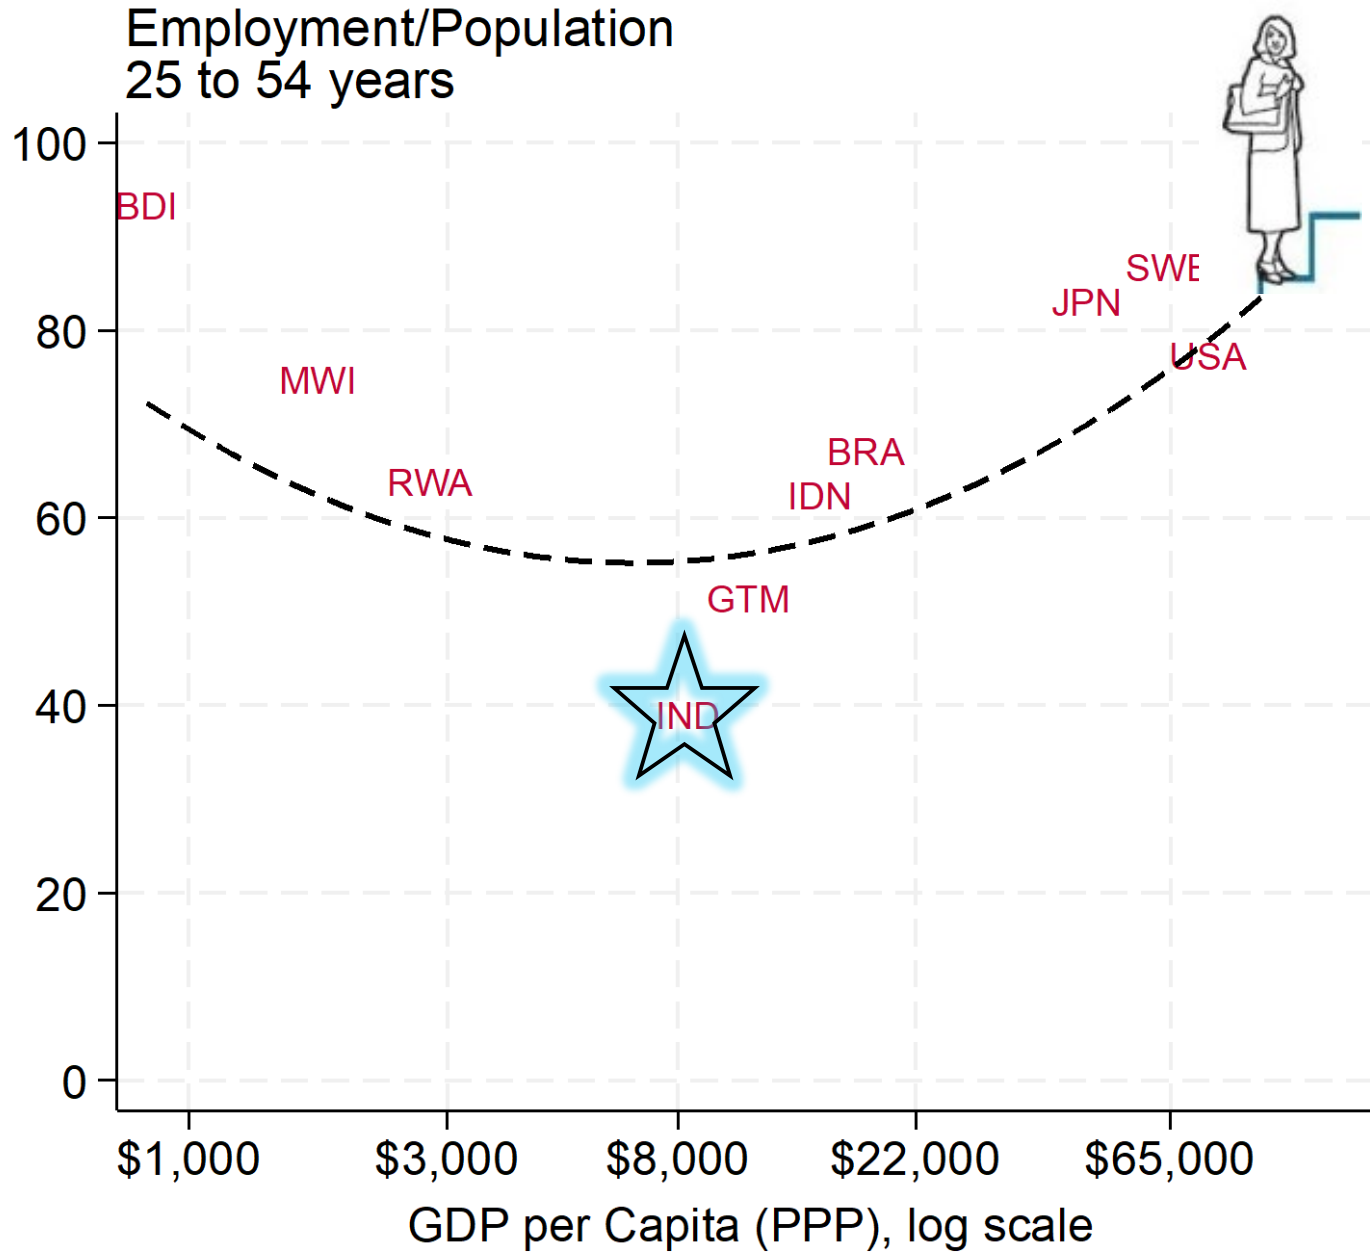 Employment/Population
25 to 54 years
100
BDI
SWE
JPN
80
USA
MWI
BRA
RWA
IDN
60
GTM
40
IND
20
0
$1,000 $3,000 $8,000 $22,000 $65,000
GDP per Capita (PPP), log scale